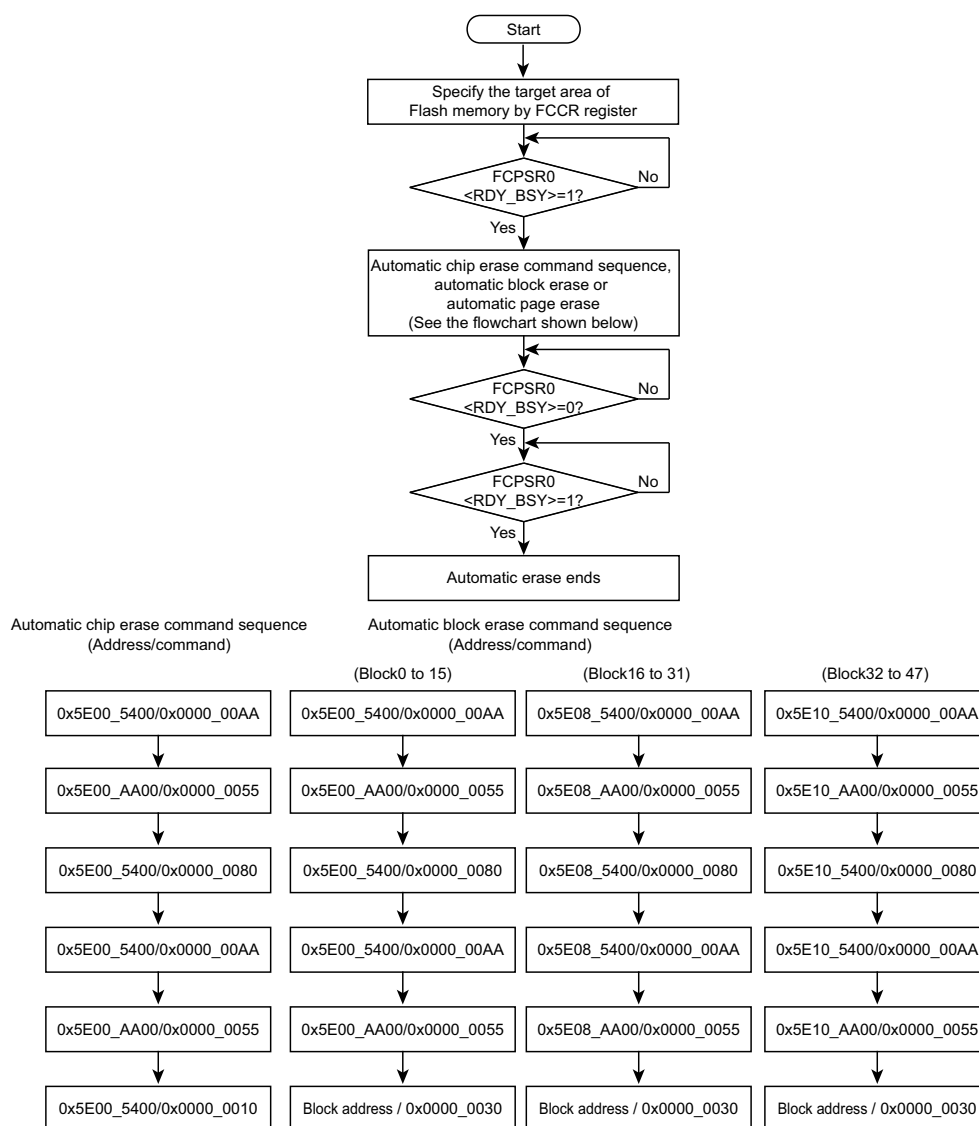 Start
Specify the target area of
Flash memory by FCCR register
FCPSR0
<RDY_BSY>=1?
No
Yes
Automatic chip erase command sequence,
automatic block erase or
automatic page erase
(See the flowchart shown below)
FCPSR0
<RDY_BSY>=0?
No
Yes
FCPSR0
<RDY_BSY>=1?
No
Yes
Automatic erase ends
Automatic chip erase command sequence
(Address/command)
Automatic block erase command sequence
(Address/command)
(Block0 to 15)
(Block16 to 31)
(Block32 to 47)
0x5E00_5400/0x0000_00AA
0x5E00_5400/0x0000_00AA
0x5E08_5400/0x0000_00AA
0x5E10_5400/0x0000_00AA
0x5E00_AA00/0x0000_0055
0x5E00_AA00/0x0000_0055
0x5E08_AA00/0x0000_0055
0x5E10_AA00/0x0000_0055
0x5E00_5400/0x0000_0080
0x5E00_5400/0x0000_0080
0x5E08_5400/0x0000_0080
0x5E10_5400/0x0000_0080
0x5E00_5400/0x0000_00AA
0x5E00_5400/0x0000_00AA
0x5E08_5400/0x0000_00AA
0x5E10_5400/0x0000_00AA
0x5E00_AA00/0x0000_0055
0x5E00_AA00/0x0000_0055
0x5E08_AA00/0x0000_0055
0x5E10_AA00/0x0000_0055
0x5E00_5400/0x0000_0010
Block address / 0x0000_0030
Block address / 0x0000_0030
Block address / 0x0000_0030